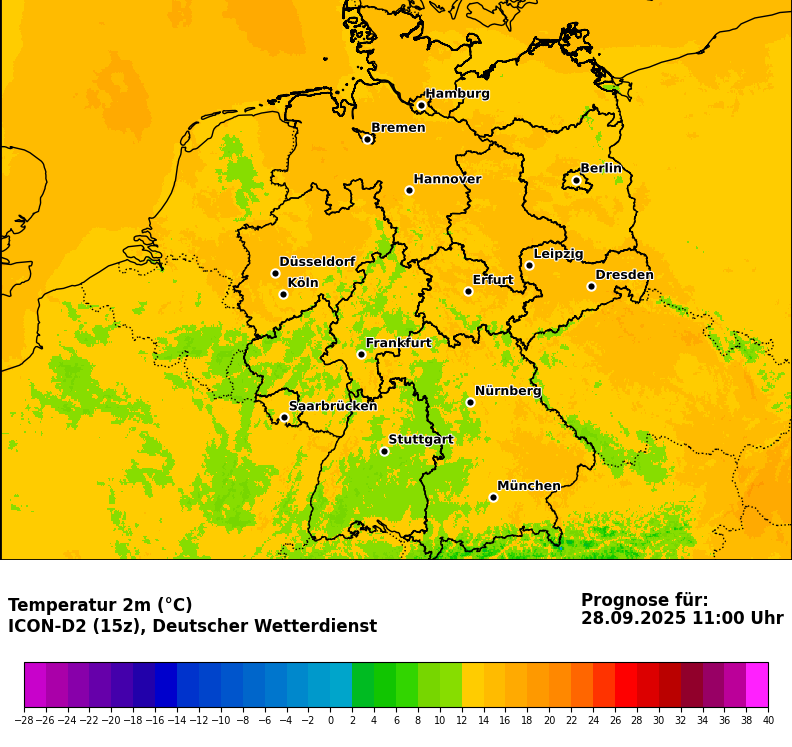 Hamburg
Bremen
Berlin
Hannover
Leipzig
Düsseldorf
Dresden
Köln
Erfurt
Frankfurt
Nürnberg
Saarbrücken
Stuttgart
München
Temperatur 2m (°C)
ICON-D2 (15z), Deutscher Wetterdienst
Prognose für:
28.09.2025 11:00 Uhr
−28 −26 −24 −22 −20 −18 −16 −14 −12 −10 −8 −6 −4 −2 0 2 4 6 8 10 12 14 16 18 20 22 24 26 28 30 32 34 36 38 40